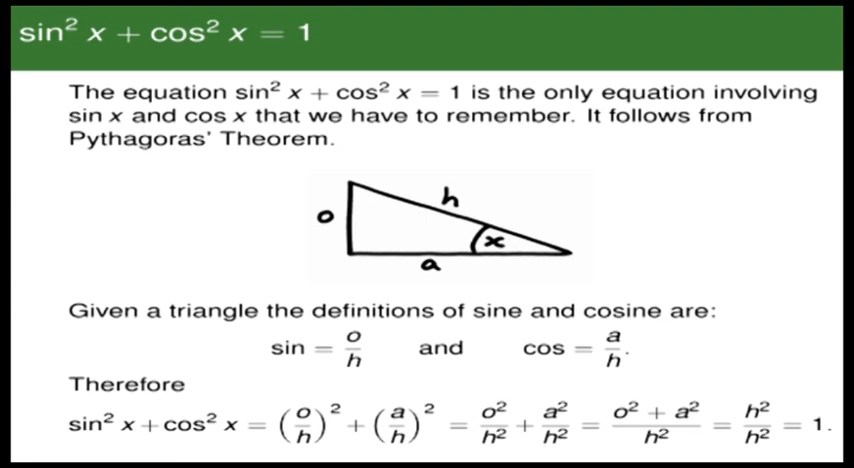 sin² x + cos² x = 1
The equation sin² x + cos² x = 1 is the only equation involving
sin x and cos x that we have to remember. It follows from
Pythagoras' Theorem.
h
o
x
a
Given a triangle the definitions of sine and cosine are:
sin = o/h and cos = a/h.
Therefore
sin² x + cos² x = (o/h)² + (a/h)² = o²/h² + a²/h² = (o² + a²)/h² = h²/h² = 1.